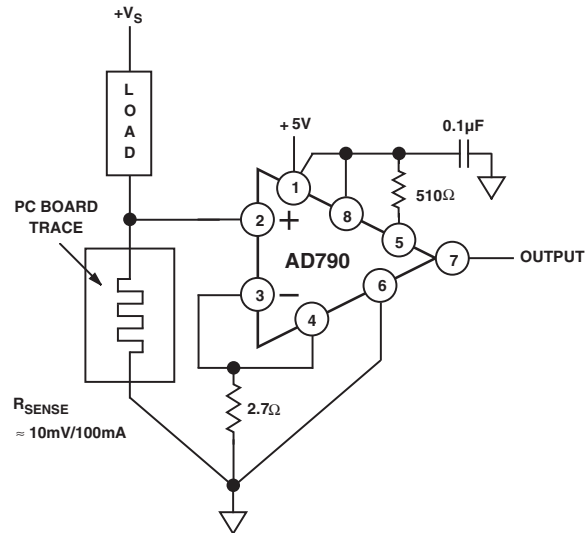 +VS
LOAD
PC BOARD
TRACE
RSENSE
≈ 10mV/100mA
+5V
0.1µF
510Ω
1
2
+
8
5
7
OUTPUT
AD790
3
−
4
6
2.7Ω